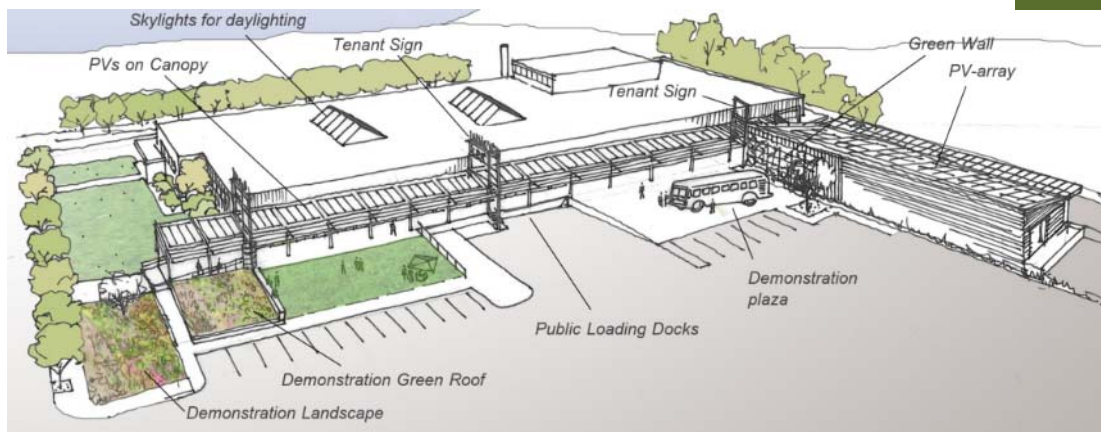 Skylights for daylighting
Tenant Sign
Green Wall
PVs on Canopy
PV-array
Tenant Sign
Demonstration
plaza
Public Loading Docks
Demonstration Green Roof
Demonstration Landscape